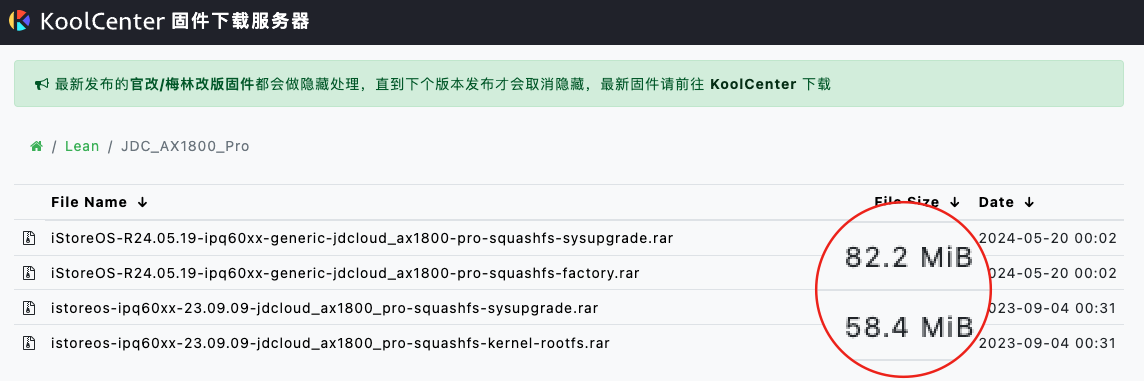 KoolCenter 固件下载服务器
最新发布的官改/梅林改版固件都会做隐藏处理，直到下个版本发布才会取消隐藏，最新固件请前往 KoolCenter 下载
/ Lean / JDC_AX1800_Pro
File Name ↓ File Size ↓ Date ↓
iStoreOS-R24.05.19-ipq60xx-generic-jdcloud_ax1800-pro-squashfs-sysupgrade.rar 2024-05-20 00:02
82.2 MiB
iStoreOS-R24.05.19-ipq60xx-generic-jdcloud_ax1800-pro-squashfs-factory.rar 2024-05-20 00:02
istoreos-ipq60xx-23.09.09-jdcloud_ax1800_pro-squashfs-sysupgrade.rar 2023-09-04 00:31
58.4 MiB
istoreos-ipq60xx-23.09.09-jdcloud_ax1800_pro-squashfs-kernel-rootfs.rar 2023-09-04 00:31